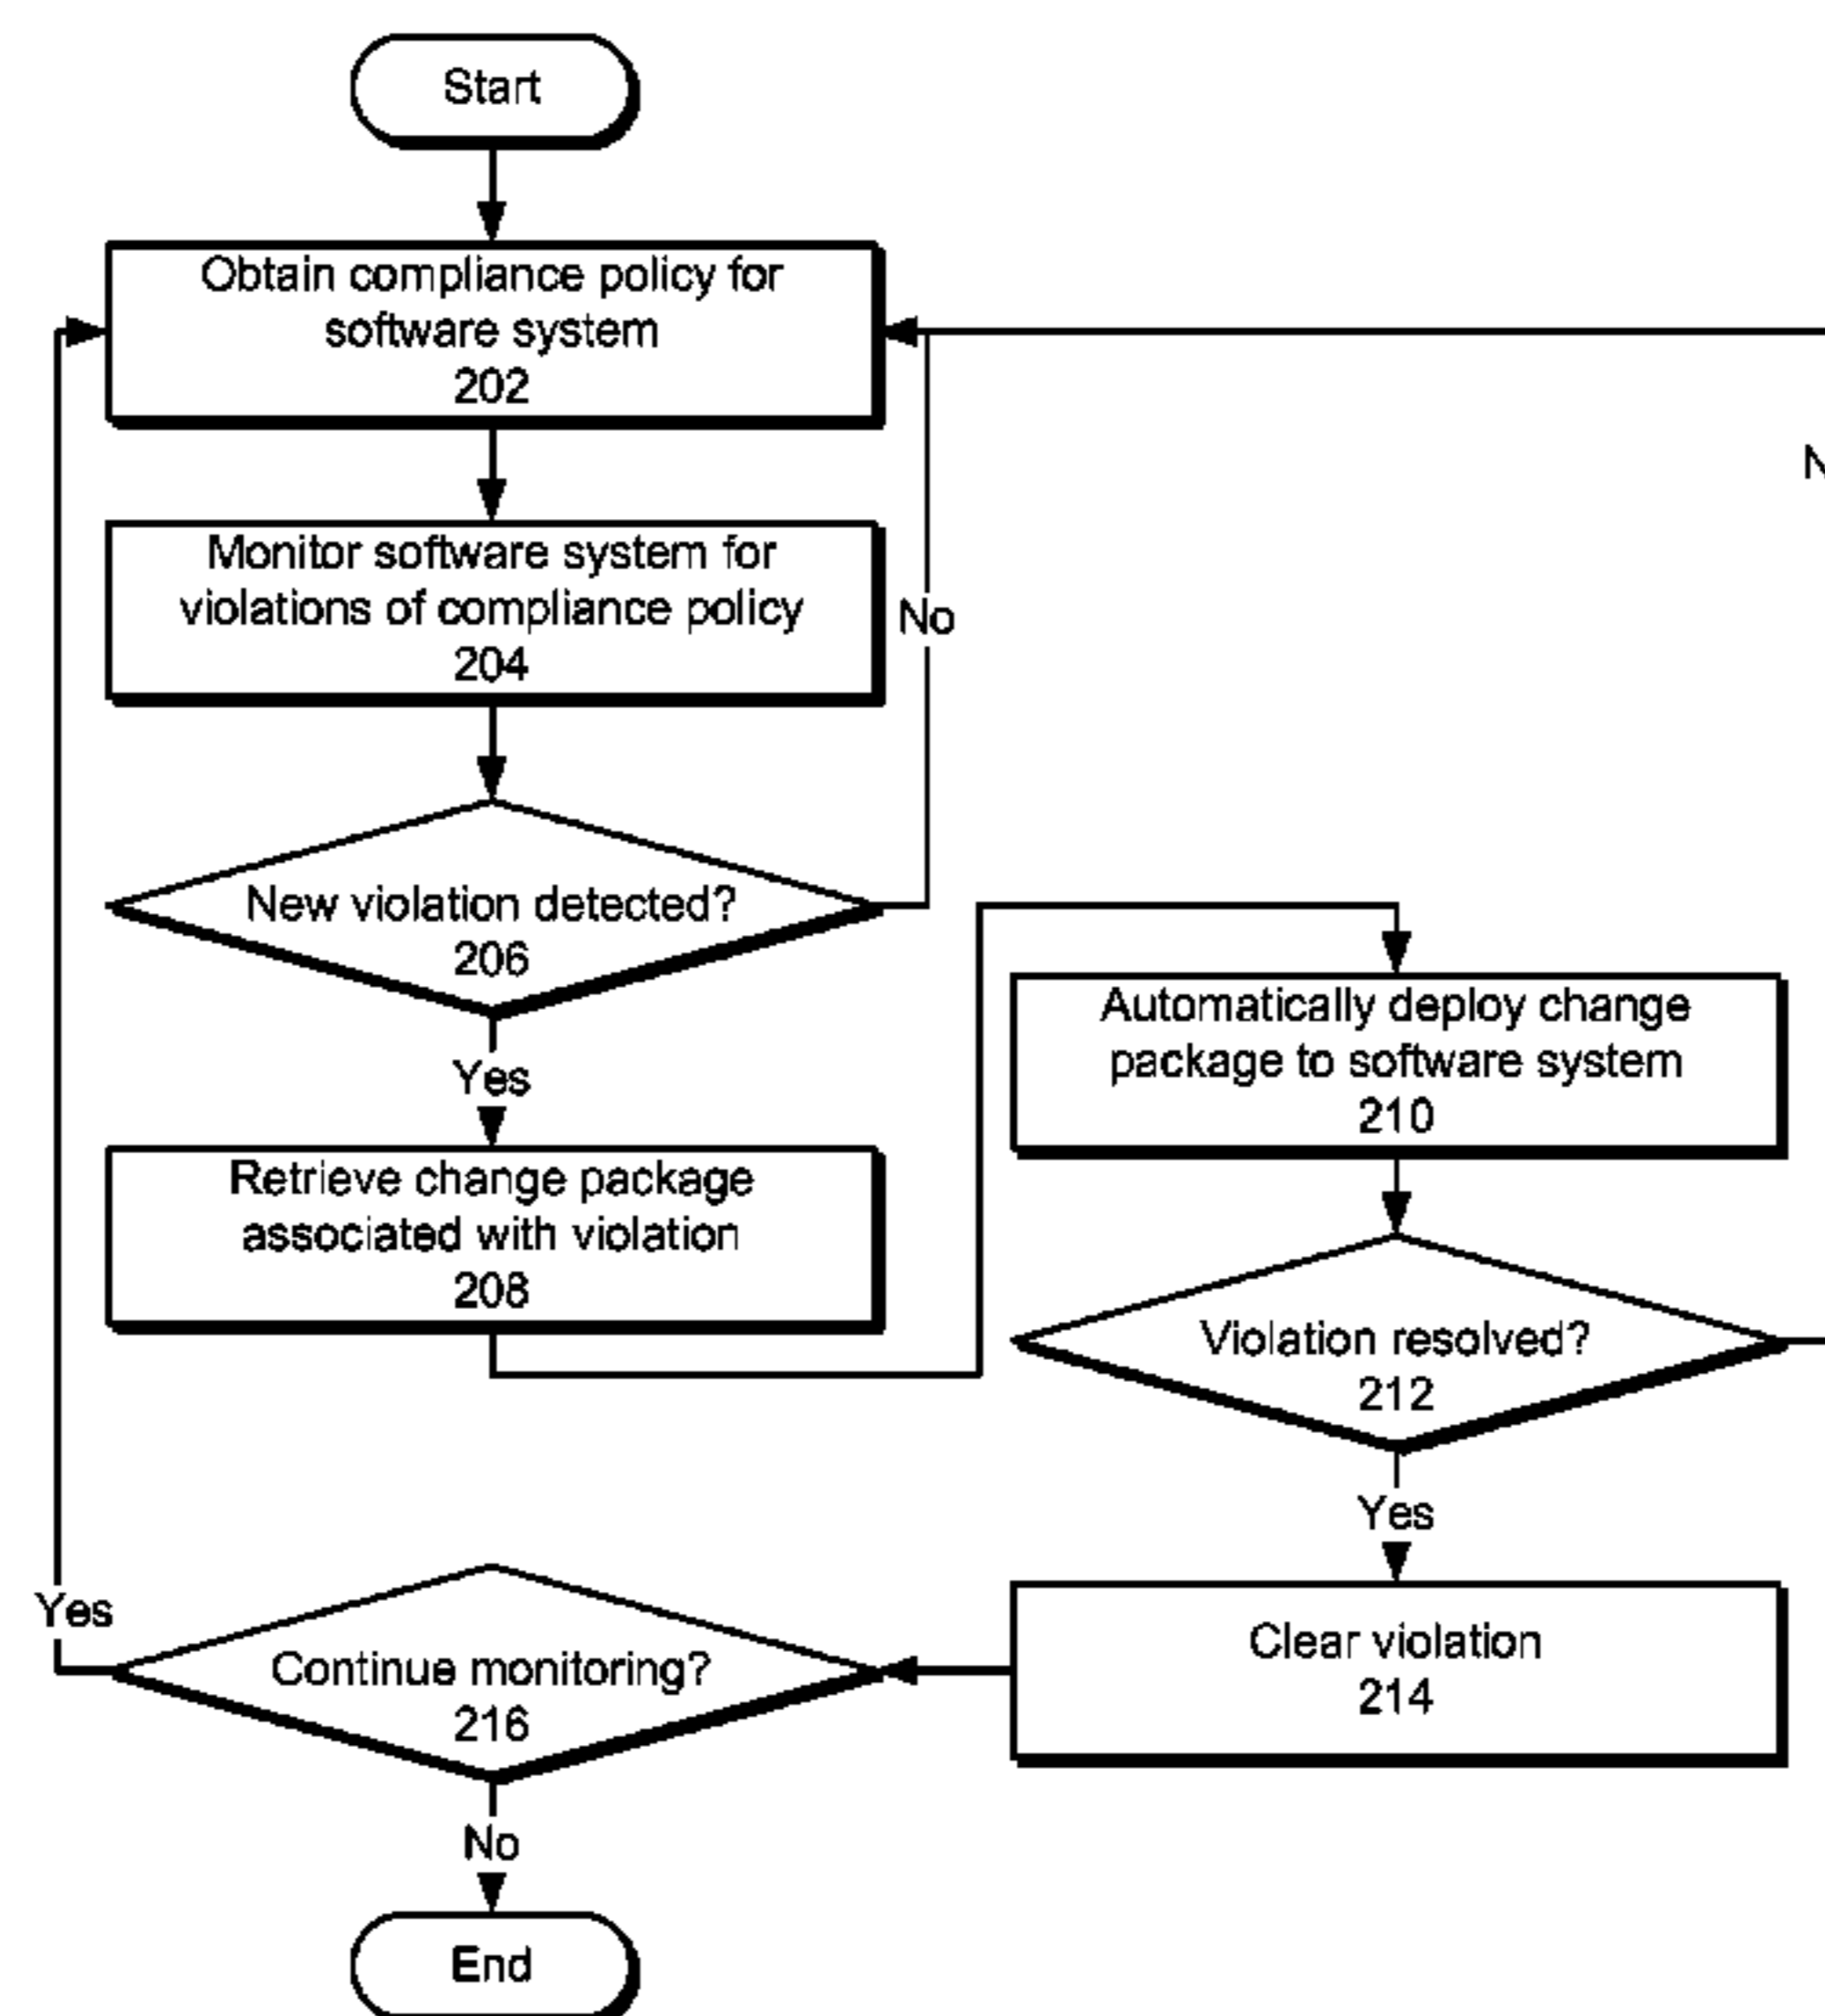 Start
Obtain compliance policy for
software system
202
Monitor software system for
violations of compliance policy
204
No
New violation detected?
206
Yes
Retrieve change package
associated with violation
208
Automatically deploy change
package to software system
210
Violation resolved?
212
Yes
Clear violation
214
Yes
Continue monitoring?
216
No
End